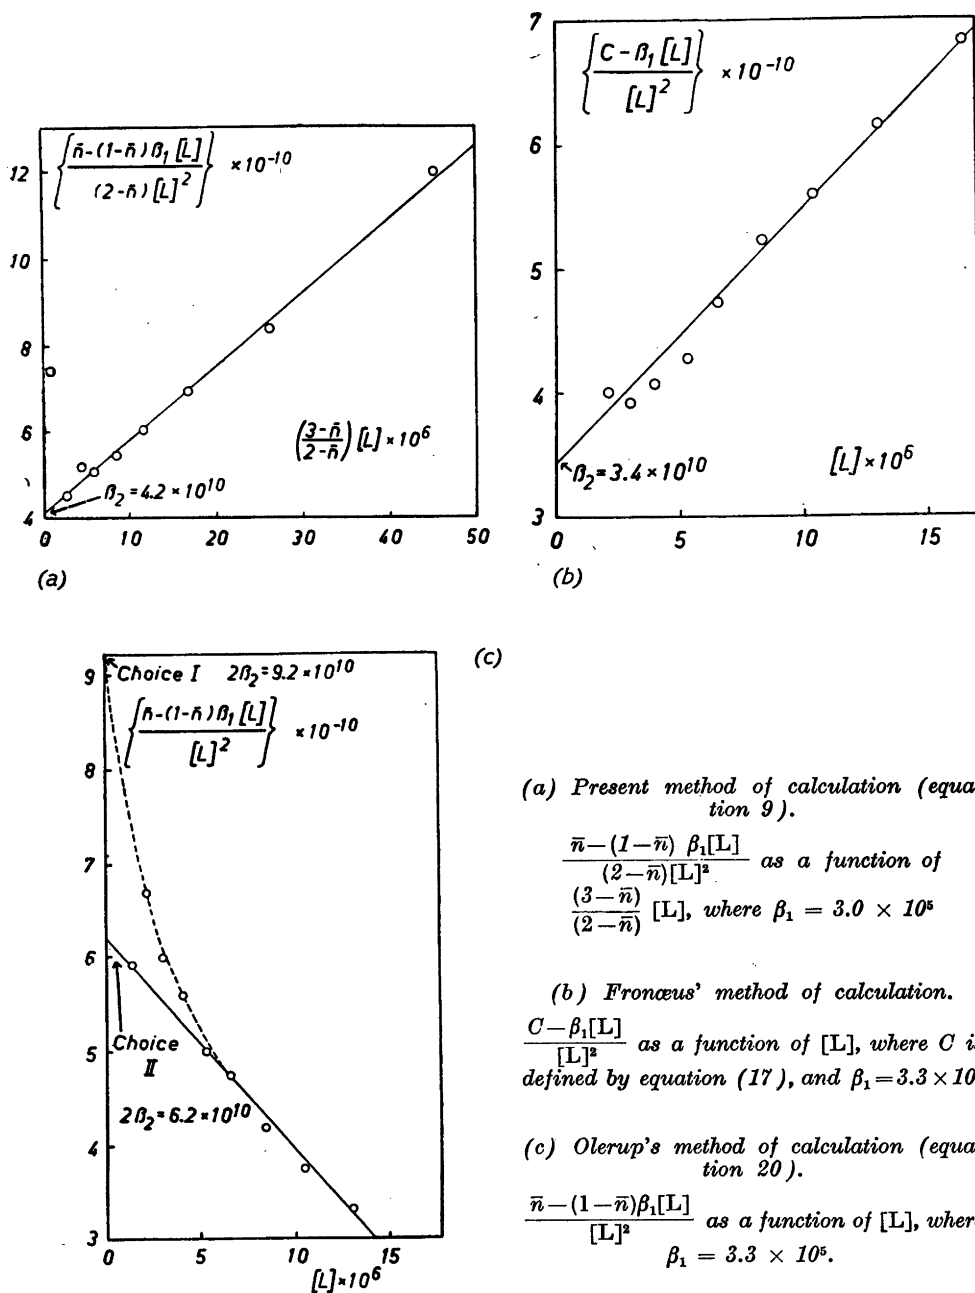 {n̄-(1-n̄)β₁[L] / (2-n̄)[L]²} ×10⁻¹⁰
12
10
8
6
4
((3-n̄)/(2-n̄))[L]×10⁶
β₂=4.2×10¹⁰
0 10 20 30 40 50
(a)
7
{C-β₁[L] / [L]²} ×10⁻¹⁰
6
5
4
3
β₂=3.4×10¹⁰
[L]×10⁶
0 5 10 15
(b)
(c)
9
8
7
6
5
4
3
Choice I 2β₂=9.2×10¹⁰
{n̄-(1-n̄)β₁[L] / [L]²} ×10⁻¹⁰
Choice
II
2β₂=6.2×10¹⁰
0 5 10 15
[L]×10⁶
(a) Present method of calculation (equa
tion 9).
n̄—(1—n̄) β₁[L] / (2—n̄)[L]² as a function of
(3—n̄) / (2—n̄) [L], where β₁ = 3.0 × 10⁵
(b) Fronæus' method of calculation.
C—β₁[L] / [L]² as a function of [L], where C i
defined by equation (17), and β₁=3.3×10
(c) Olerup's method of calculation (equa
tion 20).
n̄—(1—n̄)β₁[L] / [L]² as a function of [L], wher
β₁ = 3.3 × 10⁵.